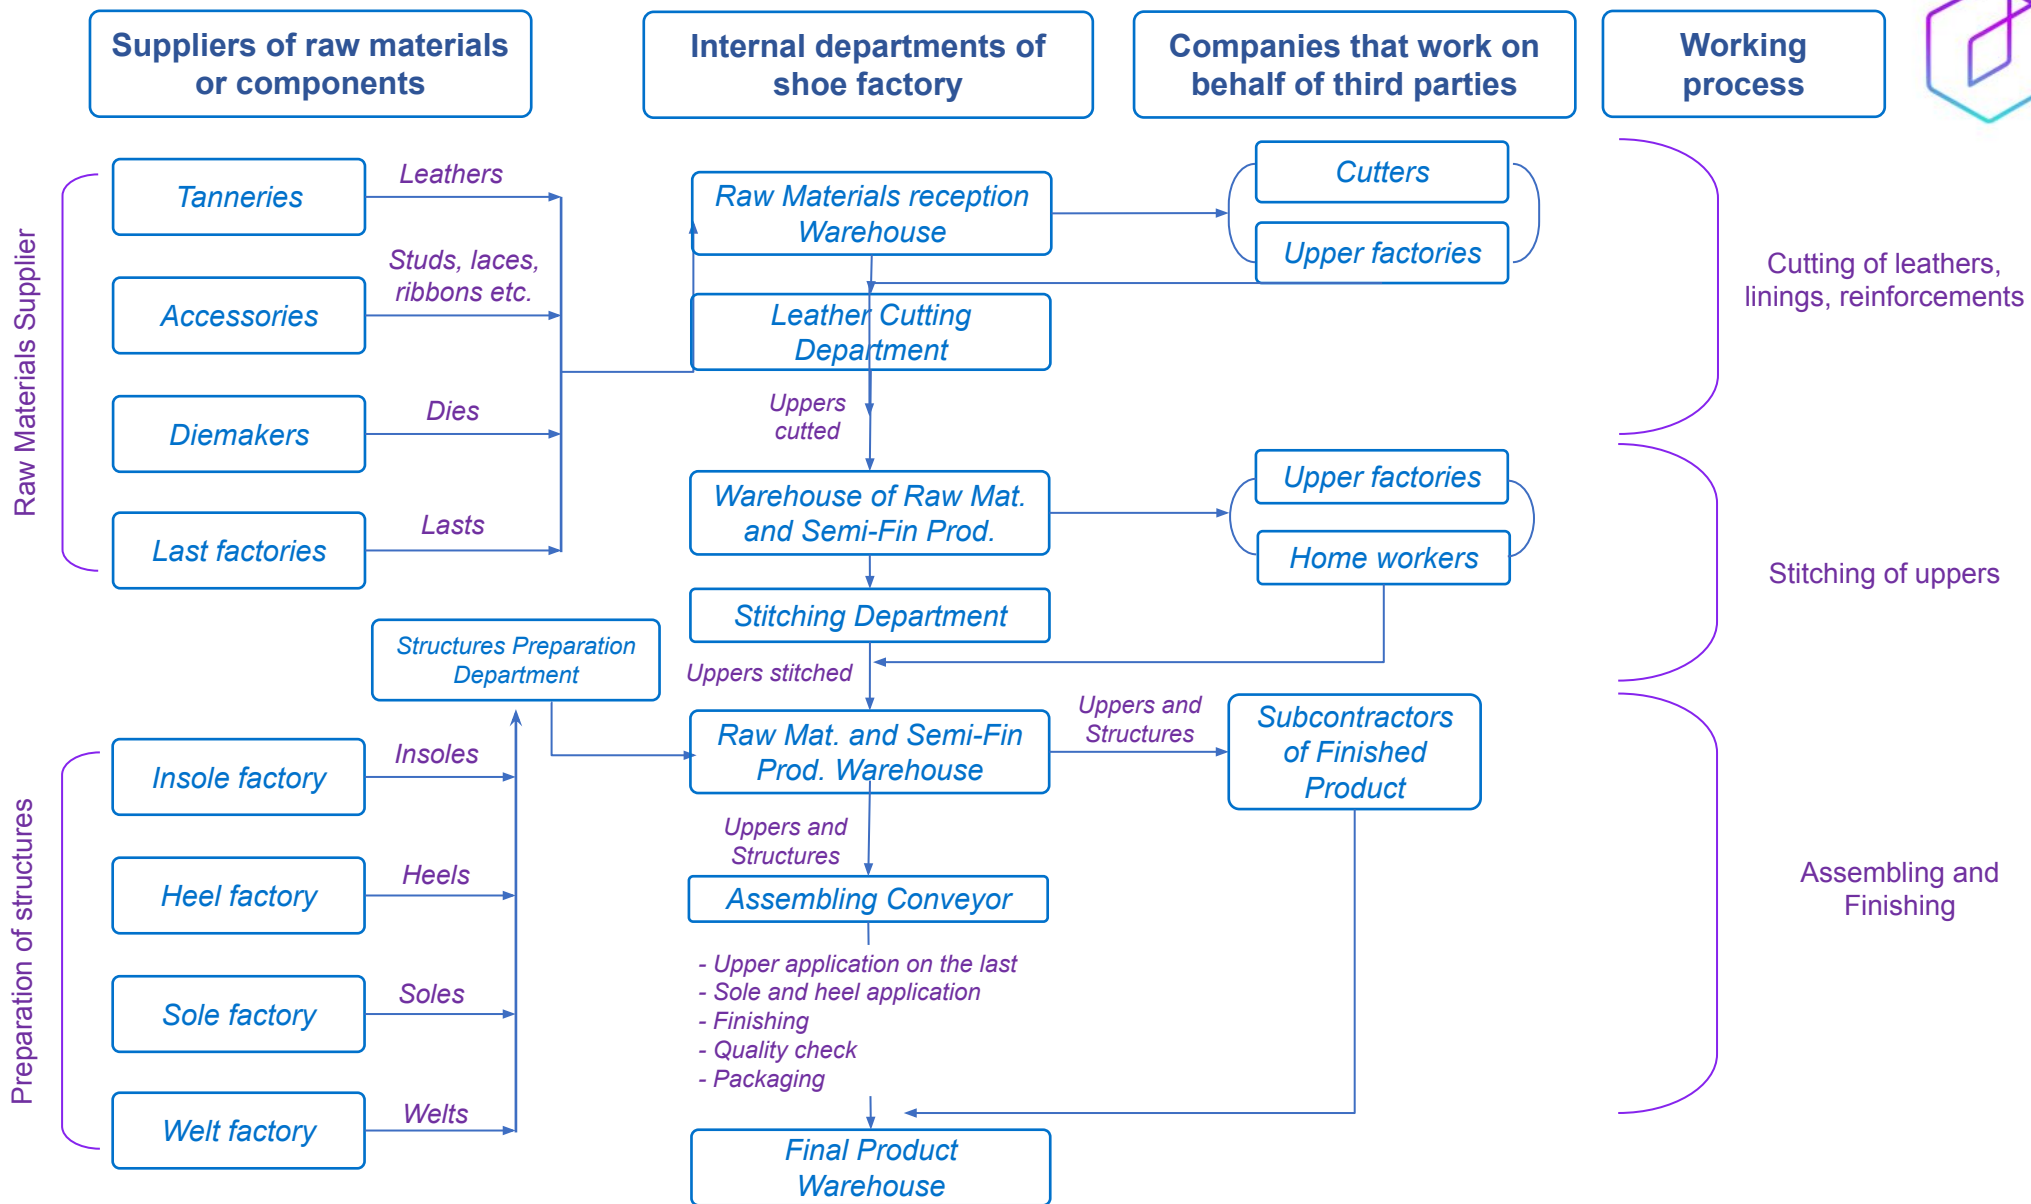 Suppliers of raw materials
or components
Internal departments of
shoe factory
Companies that work on
behalf of third parties
Working
process
Raw Materials Supplier
Tanneries
Leathers
Accessories
Studs, laces,
ribbons etc.
Diemakers
Dies
Last factories
Lasts
Raw Materials reception
Warehouse
Cutters
Upper factories
Leather Cutting
Department
Uppers
cutted
Cutting of leathers,
linings, reinforcements
Warehouse of Raw Mat.
and Semi-Fin Prod.
Upper factories
Home workers
Stitching Department
Uppers stitched
Stitching of uppers
Structures Preparation
Department
Preparation of structures
Insole factory
Insoles
Heel factory
Heels
Sole factory
Soles
Welt factory
Welts
Raw Mat. and Semi-Fin
Prod. Warehouse
Uppers and
Structures
Subcontractors
of Finished
Product
Uppers and
Structures
Assembling Conveyor
- Upper application on the last
- Sole and heel application
- Finishing
- Quality check
- Packaging
Final Product
Warehouse
Assembling and
Finishing